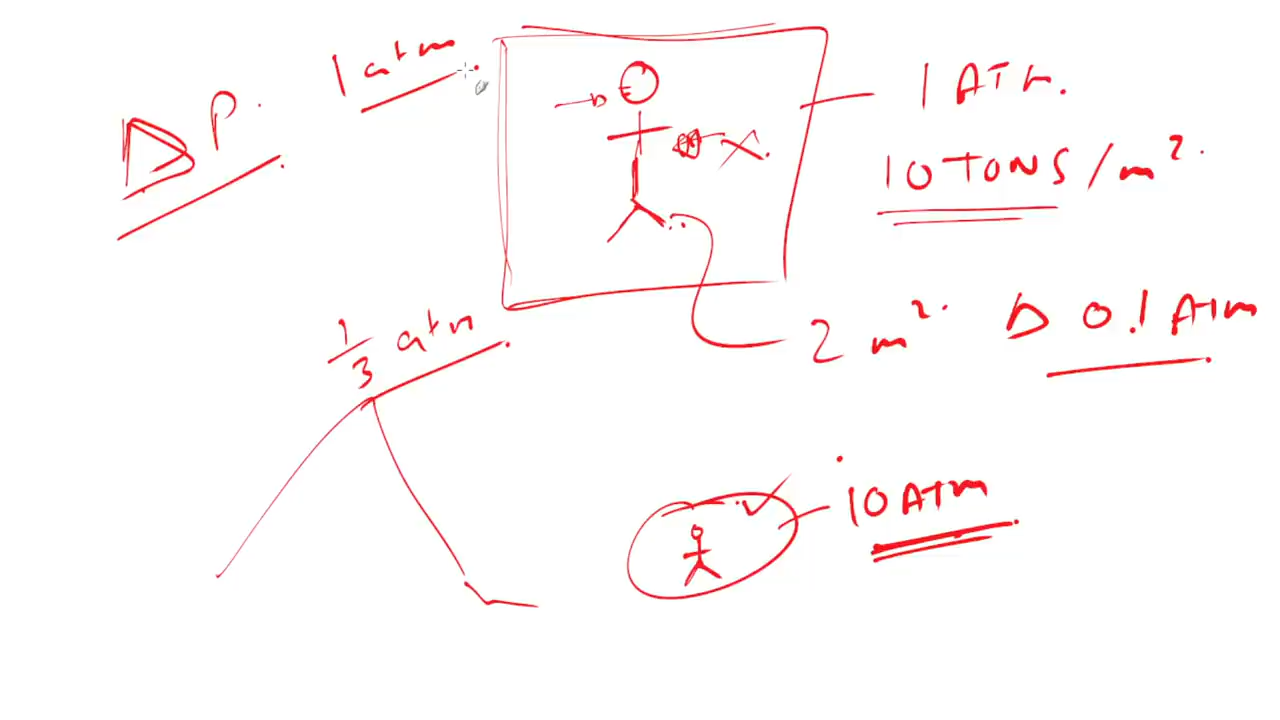 1 atm
ΔP.
1 ATM.
X.
10 TONS/m².
1/3 atm
2 m². Δ 0.1 ATM
10 ATM